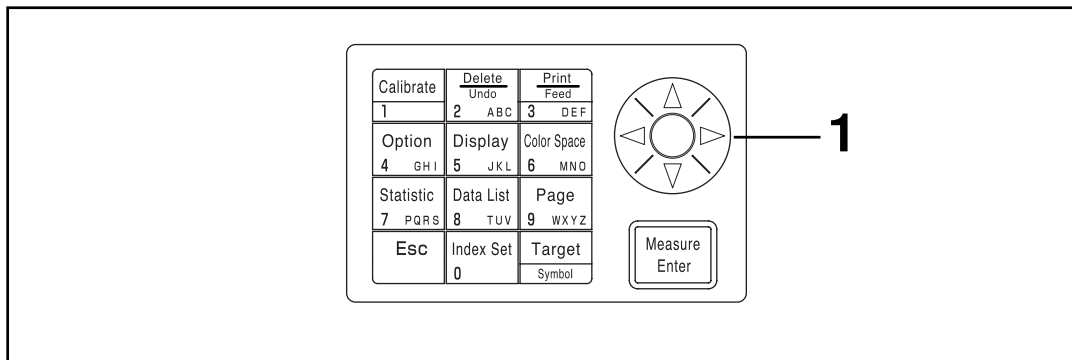 Calibrate
1
Delete
Undo
2 ABC
Print
Feed
3 DEF
Option
4 GHI
Display
5 JKL
Color Space
6 MNO
Statistic
7 PQRS
Data List
8 TUV
Page
9 WXYZ
Esc
Index Set
0
Target
Symbol
Measure
Enter
1